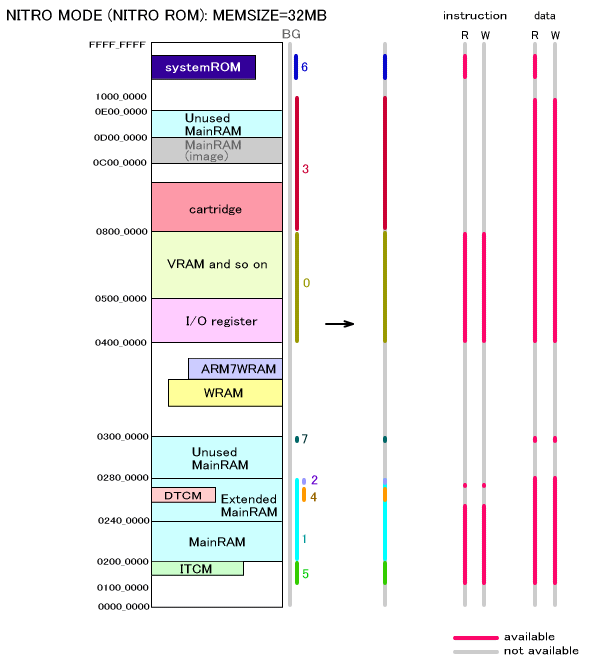 NITRO MODE (NITRO ROM): MEMSIZE=32MB
instruction data
BG R W R W
FFFF_FFFF
systemROM 6
1000_0000
0E00_0000
Unused
MainRAM
0D00_0000
MainRAM
(image)
0C00_0000
3
cartridge
0800_0000
VRAM and so on
0
0500_0000
I/O register
0400_0000
ARM7WRAM
WRAM
0300_0000
7
Unused
MainRAM
0280_0000
2
DTCM
4
Extended
MainRAM
0240_0000
MainRAM
1
0200_0000
ITCM
5
0100_0000
0000_0000
available
not available